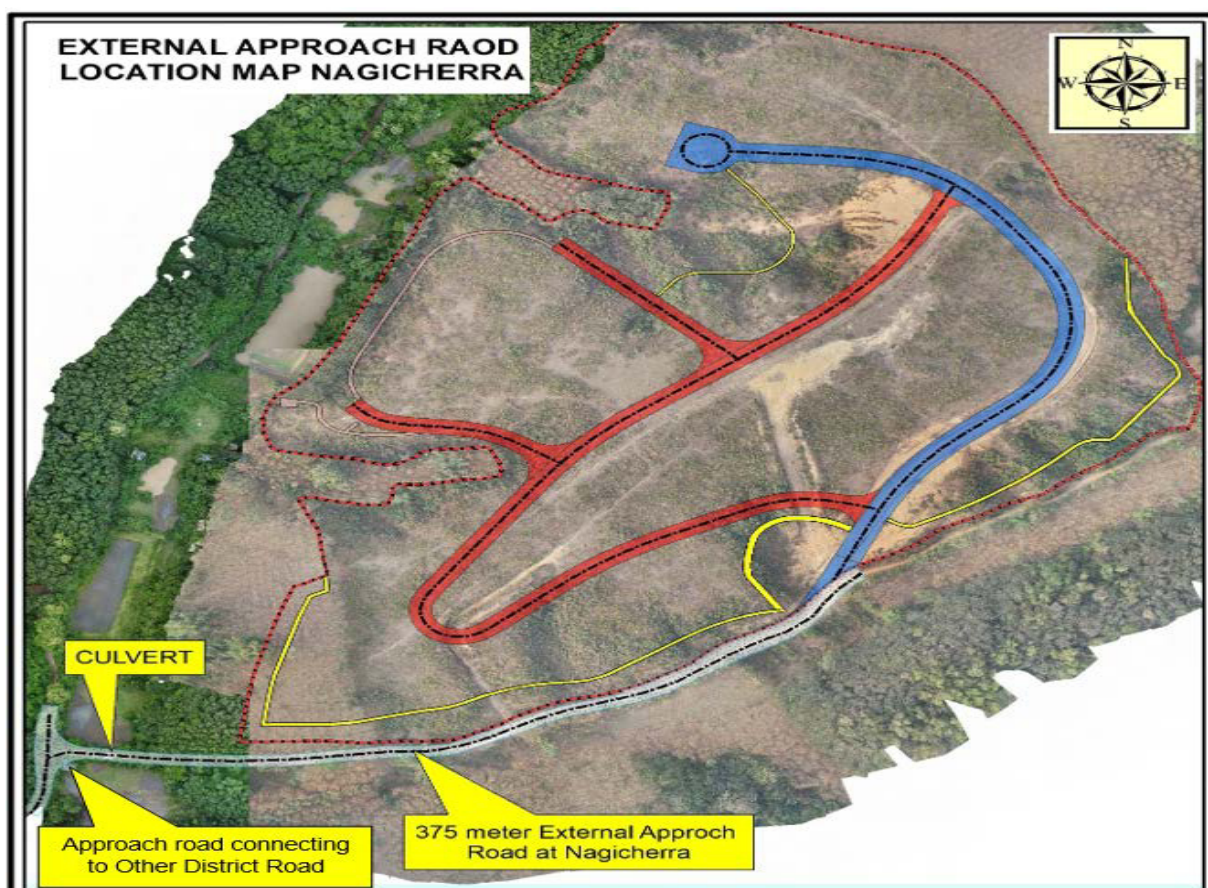 EXTERNAL APPROACH RAOD
LOCATION MAP NAGICHERRA
N
W E
S
CULVERT
Approach road connecting
to Other District Road
375 meter External Approch
Road at Nagicherra